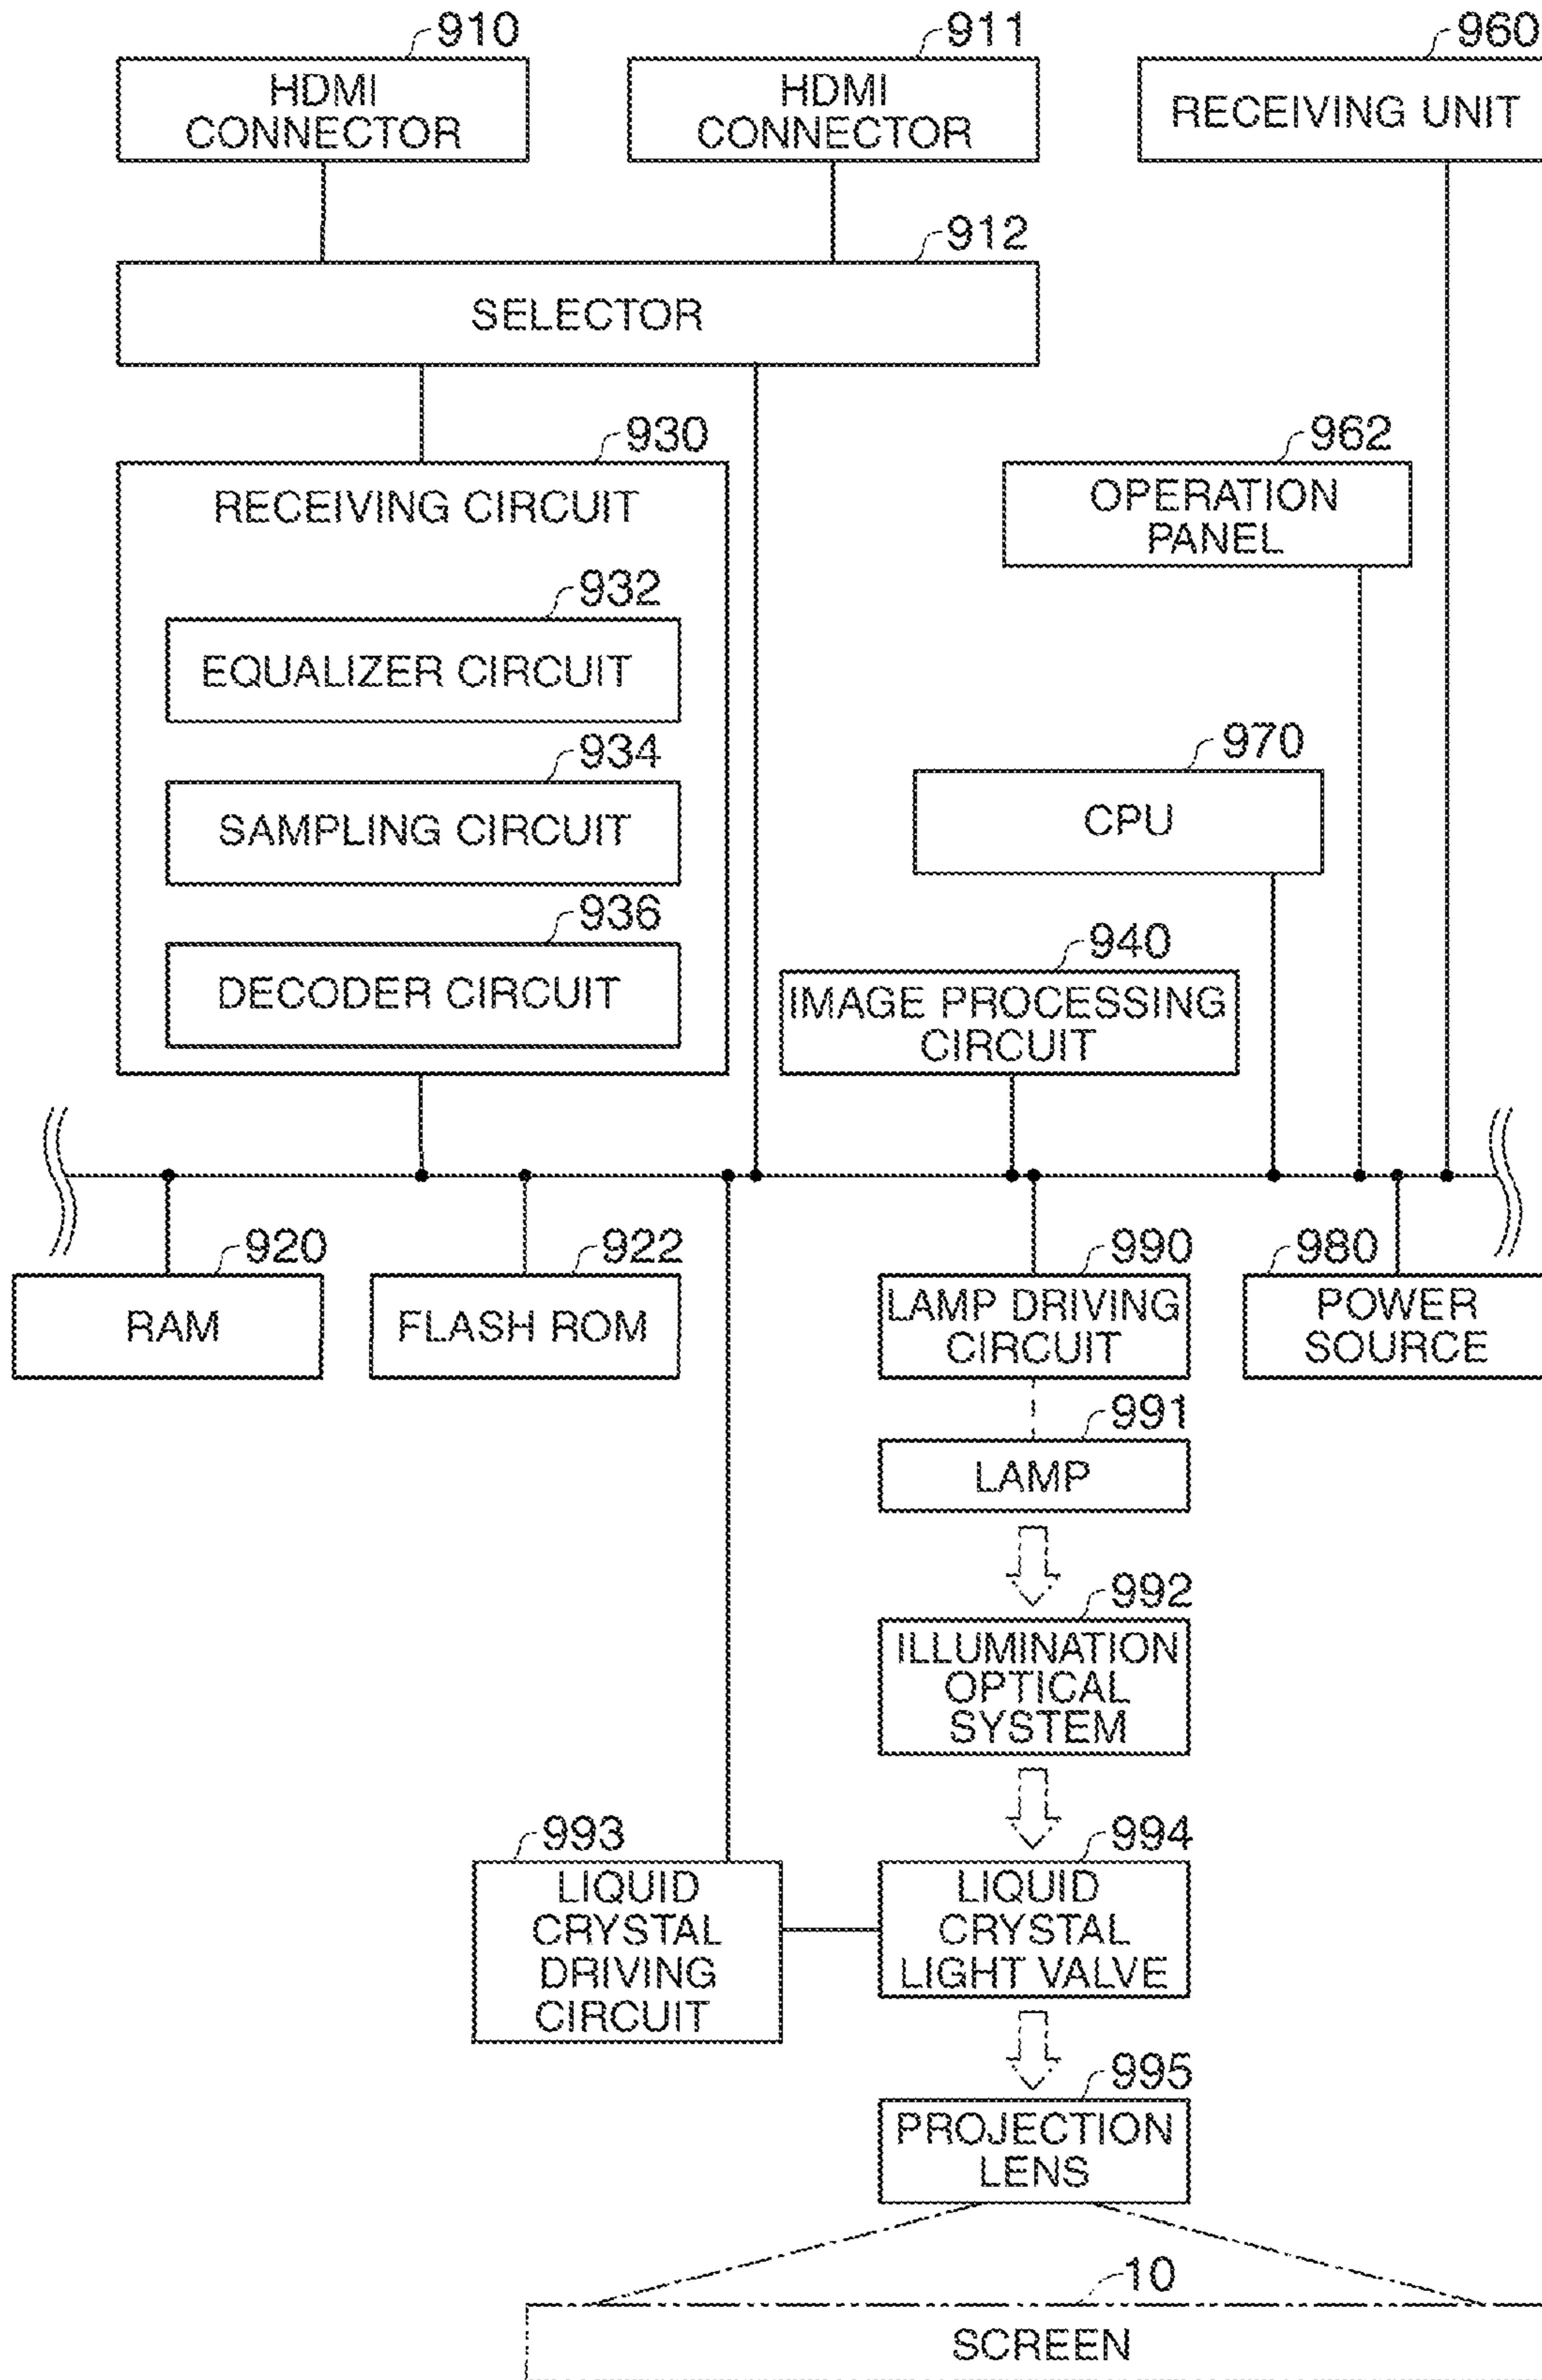 910
HDMI
CONNECTOR
911
HDMI
CONNECTOR
960
RECEIVING UNIT
912
SELECTOR
930
RECEIVING CIRCUIT
962
OPERATION
PANEL
932
EQUALIZER CIRCUIT
934
SAMPLING CIRCUIT
970
CPU
936
DECODER CIRCUIT
940
IMAGE PROCESSING
CIRCUIT
920
RAM
922
FLASH ROM
990
LAMP DRIVING
CIRCUIT
980
POWER
SOURCE
991
LAMP
992
ILLUMINATION
OPTICAL
SYSTEM
993
LIQUID
CRYSTAL
DRIVING
CIRCUIT
994
LIQUID
CRYSTAL
LIGHT VALVE
995
PROJECTION
LENS
10
SCREEN